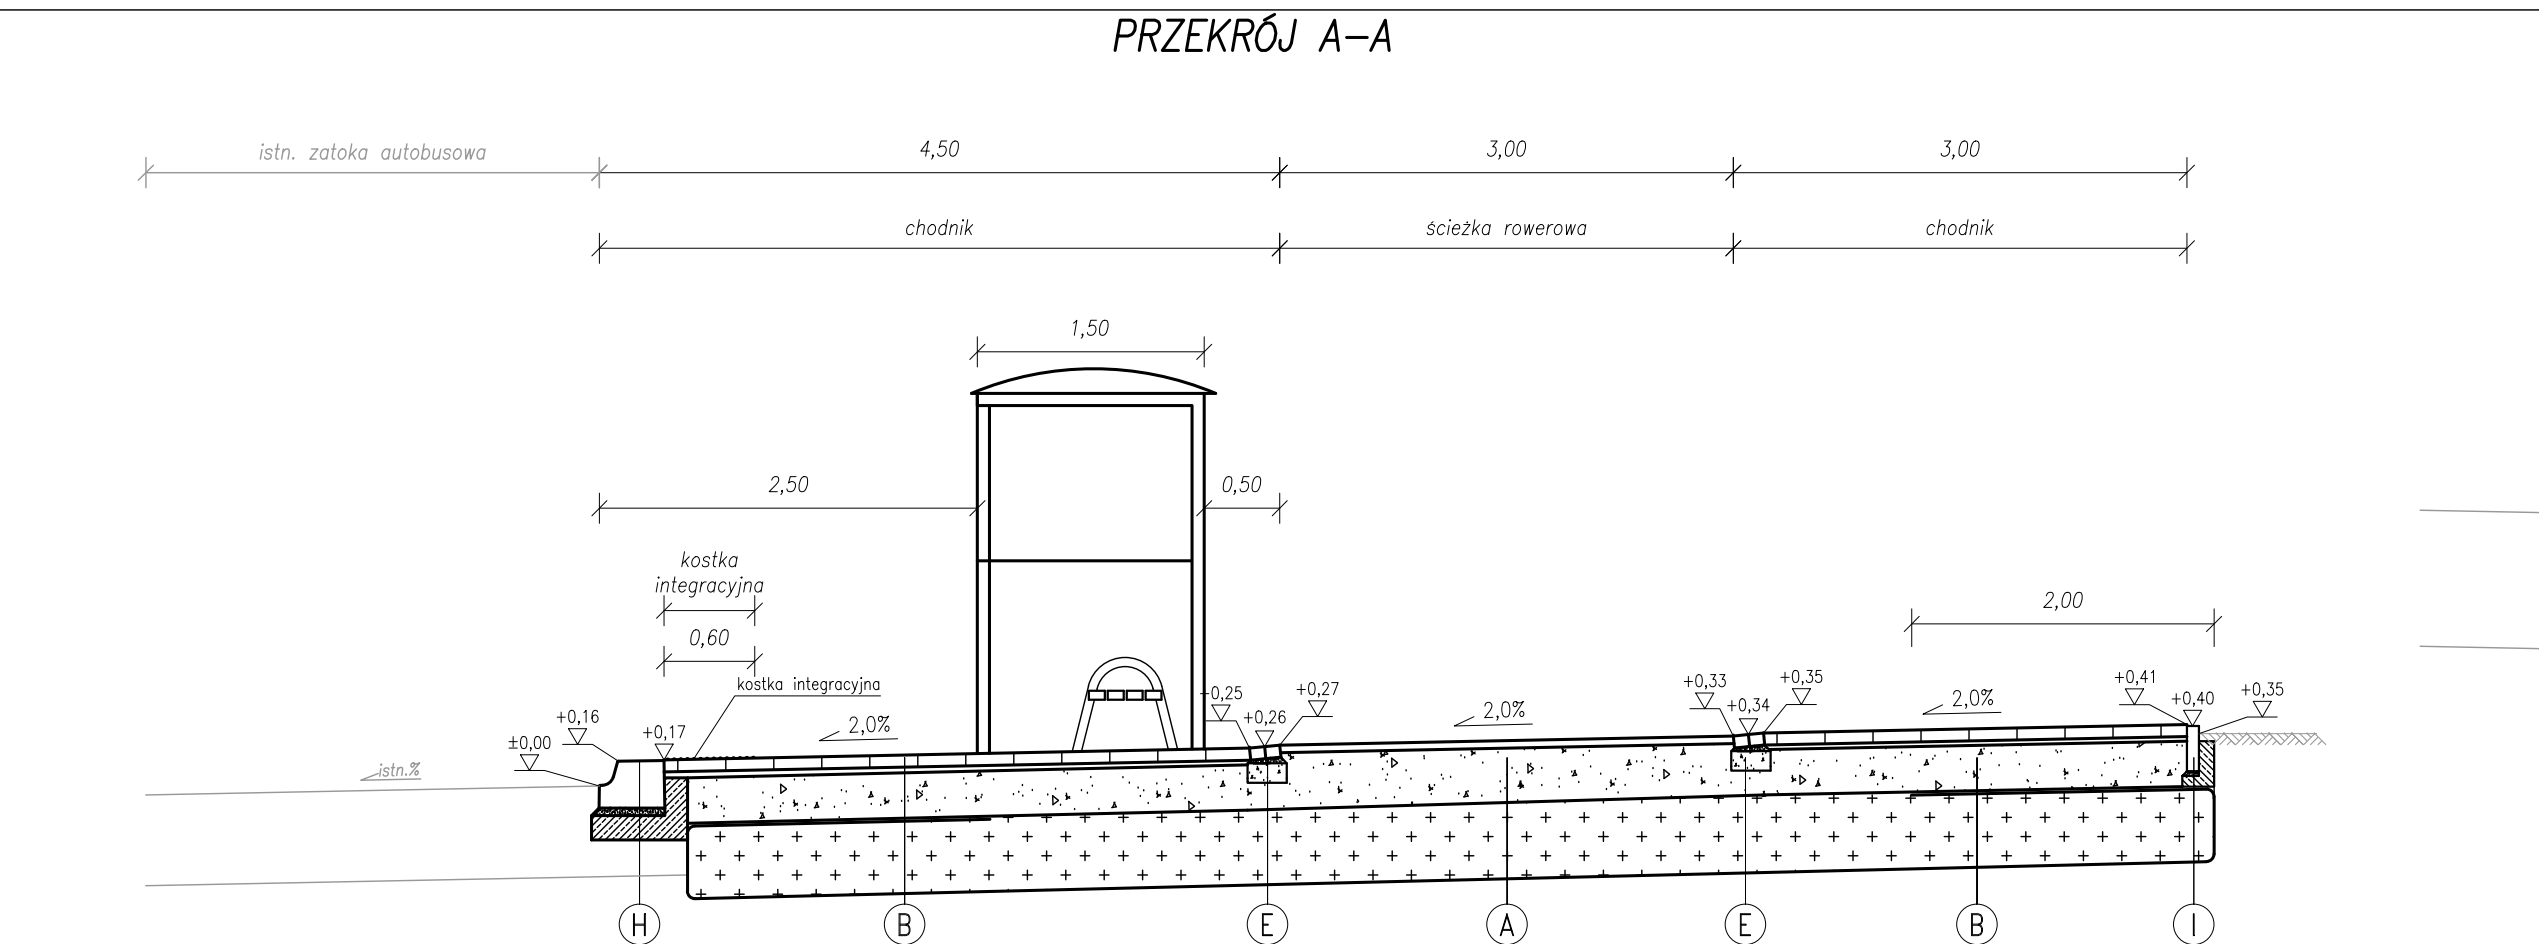 PRZEKRÓJ A-A
istn. zatoka autobusowa
4,50
3,00
3,00
chodnik
ścieżka rowerowa
chodnik
1,50
2,50
0,50
kostka
integracyjna
0,60
2,00
kostka integracyjna
±0,00
+0,16
+0,17
2,0%
+0,25
+0,26
+0,27
2,0%
+0,33
+0,34
+0,35
2,0%
+0,41
+0,40
+0,35
istn.%
H
B
E
A
E
B
I